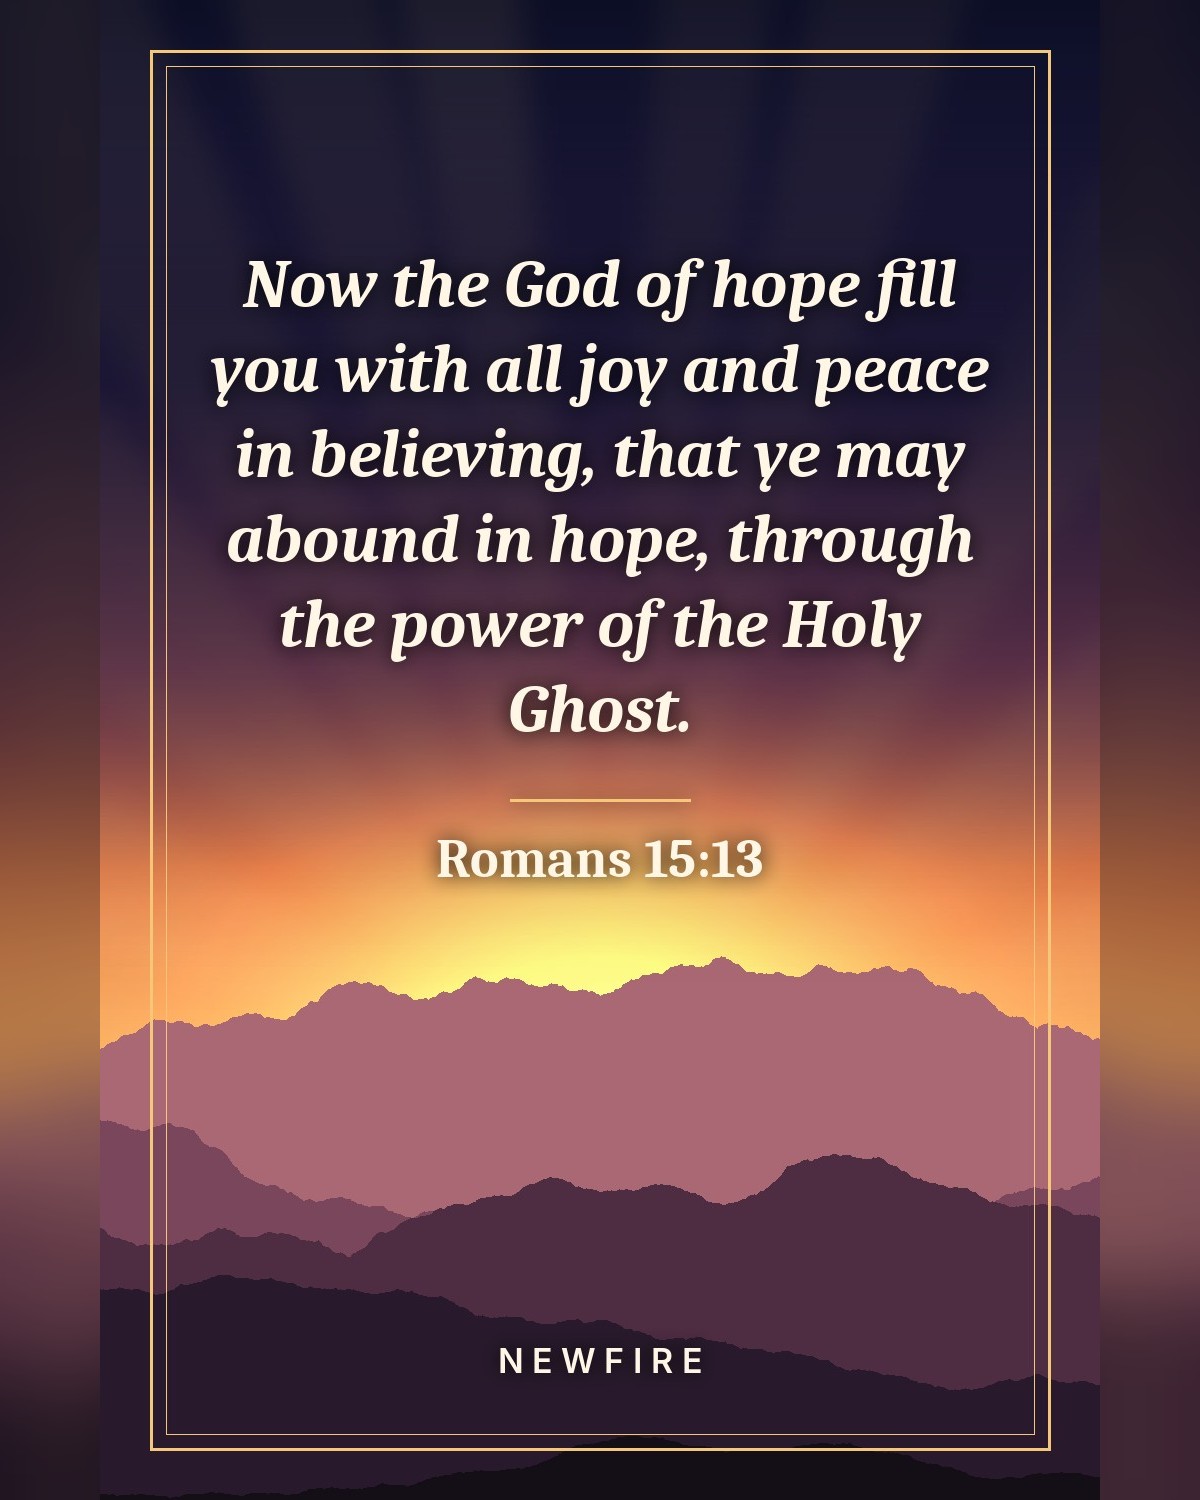 Now the God of hope fill
you with all joy and peace
in believing, that ye may
abound in hope, through
the power of the Holy
Ghost.
Romans 15:13
NEWFIRE